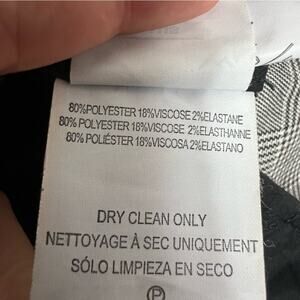 80%POLYESTER 18%VISCOSE 2%ELASTANE
80% POLYESTER 18%VISCOSE 2%ELASTHANNE
80% POLIÉSTER 18%VISCOSA 2%ELASTANO
DRY CLEAN ONLY
NETTOYAGE À SEC UNIQUEMENT
SÓLO LIMPIEZA EN SECO
P